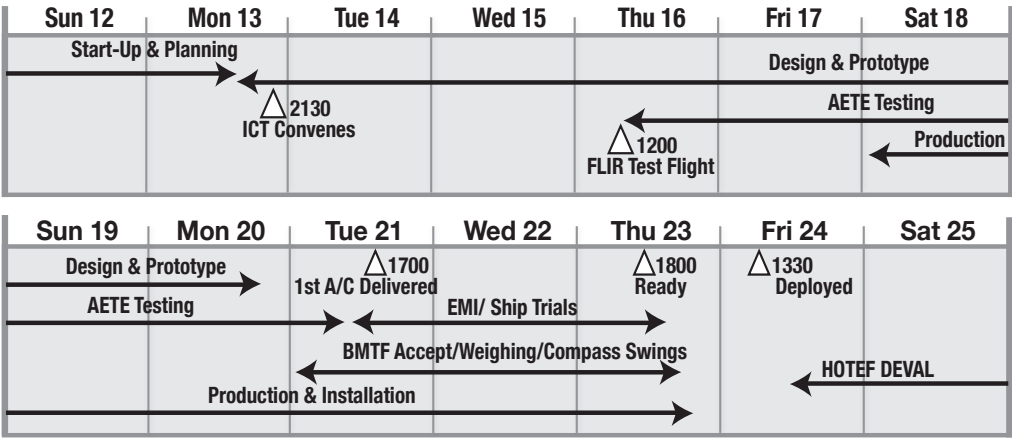 Sun 12 Mon 13 Tue 14 Wed 15 Thu 16 Fri 17 Sat 18
Start-Up & Planning
Design & Prototype
2130
ICT Convenes
AETE Testing
1200
FLIR Test Flight
Production
Sun 19 Mon 20 Tue 21 Wed 22 Thu 23 Fri 24 Sat 25
Design & Prototype
1700
1st A/C Delivered
1800
Ready
1330
Deployed
AETE Testing
EMI/ Ship Trials
BMTF Accept/Weighing/Compass Swings
HOTEF DEVAL
Production & Installation